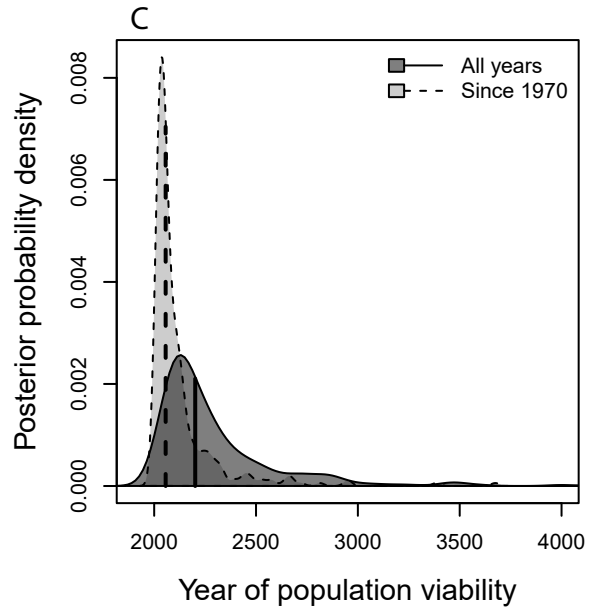 C
All years
Since 1970
Posterior probability density
0.008
0.006
0.004
0.002
0.000
2000 2500 3000 3500 4000
Year of population viability